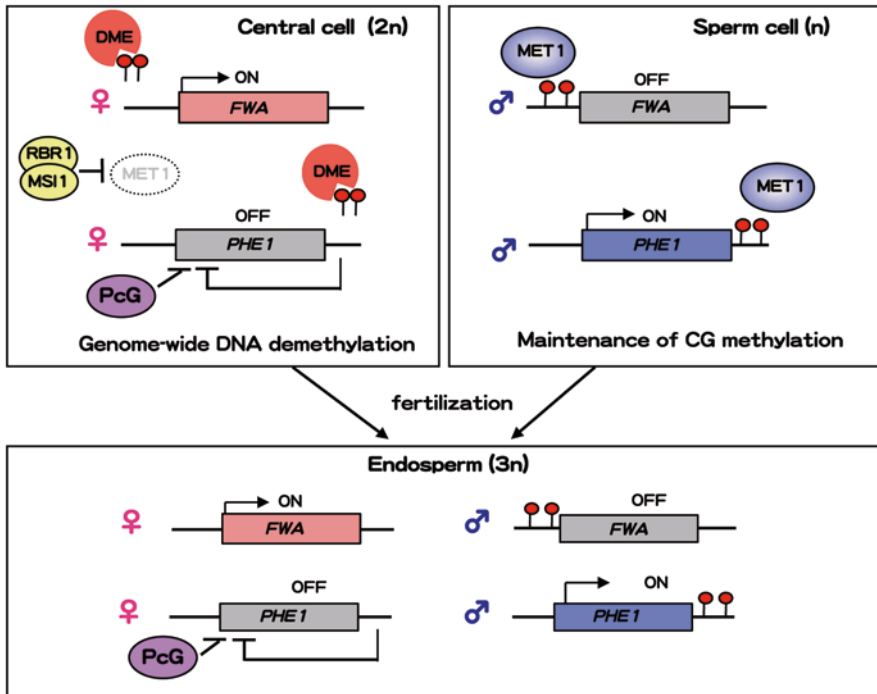 Central cell (2n)
DME
ON
♀
FWA
RBR1
MSI1
MET1
DME
OFF
♀
PHE1
PcG
Genome-wide DNA demethylation
Sperm cell (n)
MET1
OFF
♂
FWA
MET1
ON
♂
PHE1
Maintenance of CG methylation
fertilization
Endosperm (3n)
ON
♀
FWA
OFF
♂
FWA
OFF
♀
PHE1
PcG
ON
♂
PHE1